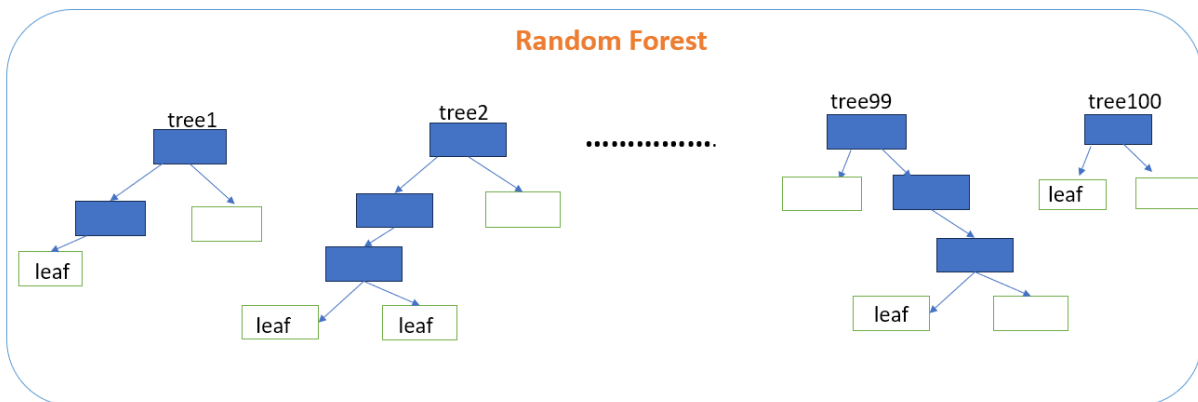 Random Forest
tree1
tree2
................
tree99
tree100
leaf
leaf
leaf
leaf
leaf